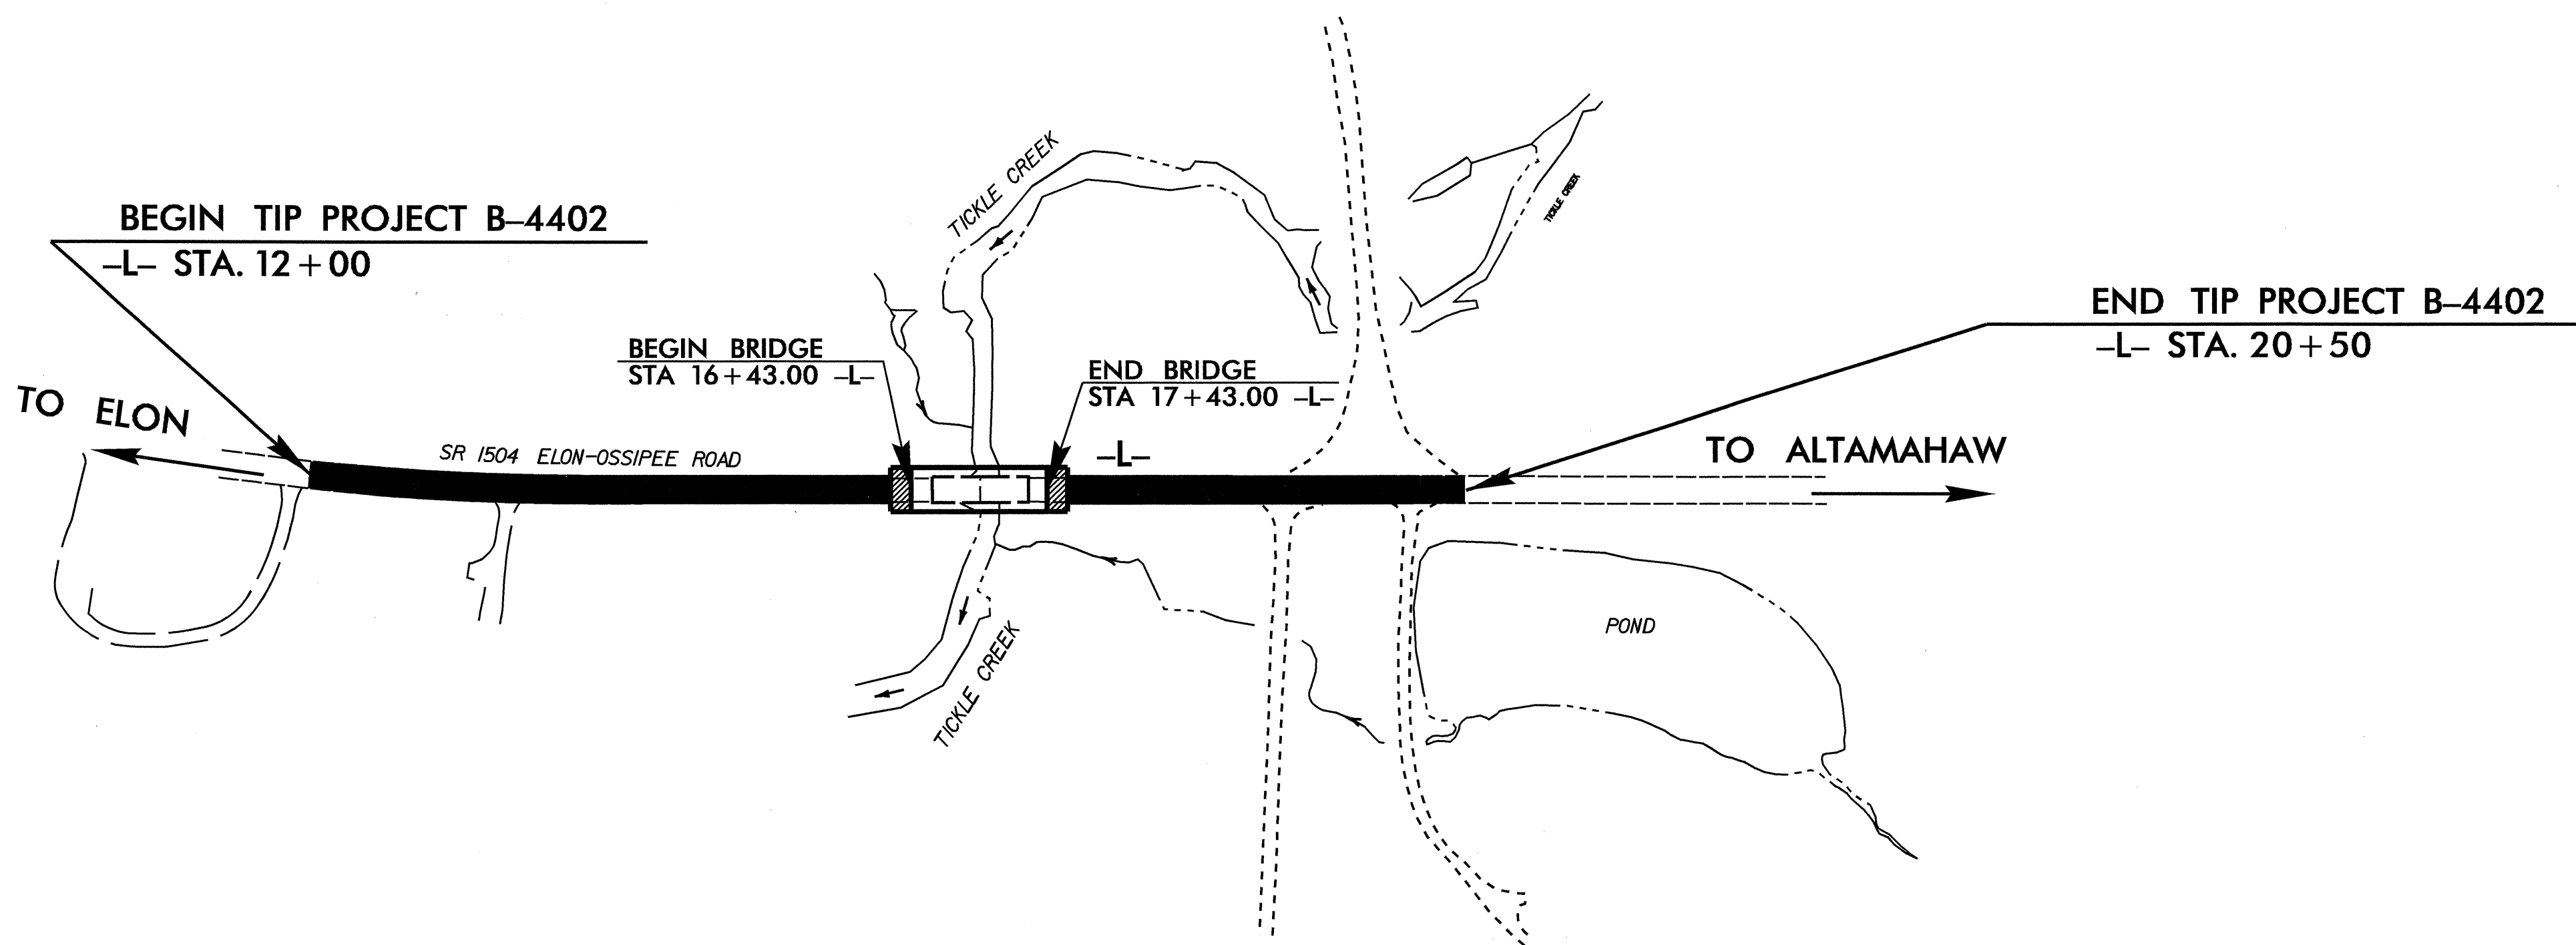 BEGIN TIP PROJECT B–4402
–L– STA. 12+00
END TIP PROJECT B–4402
–L– STA. 20+50
TICKLE CREEK
TICKLE CREEK
BEGIN BRIDGE
STA 16+43.00 –L–
END BRIDGE
STA 17+43.00 –L–
TO ELON
SR 1504 ELON-OSSIPEE ROAD
–L–
TO ALTAMAHAW
POND
TICKLE CREEK